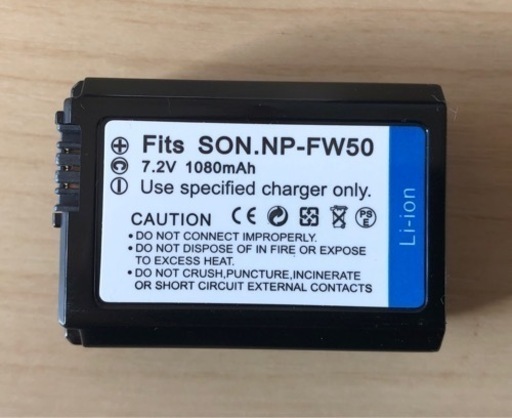 Fits SON.NP-FW50
7.2V 1080mAh
Use specified charger only.
CAUTION CE PSE
• DO NOT CONNECT IMPROPERLY.
• DO NOT DISPOSE OF IN FIRE OR EXPOSE
TO EXCESS HEAT.
• DO NOT CRUSH,PUNCTURE,INCINERATE
OR SHORT CIRCUIT EXTERNAL CONTACTS
Li-ion